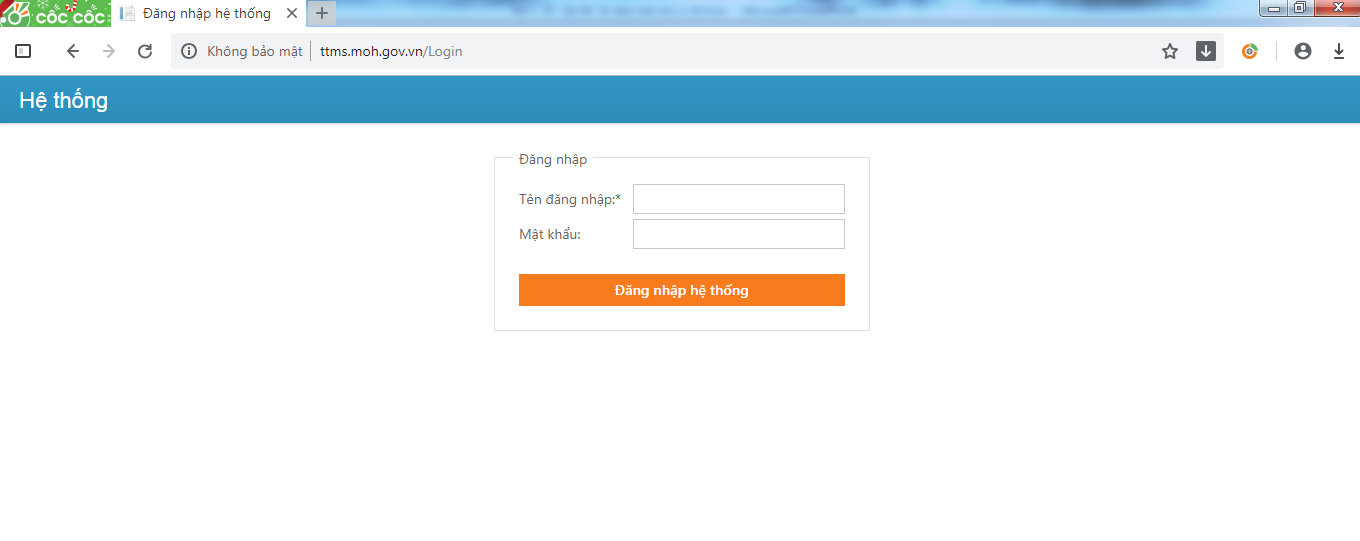 cốc cốc
Đăng nhập hệ thống
Không bảo mật
ttms.moh.gov.vn/Login
Hệ thống
Đăng nhập
Tên đăng nhập:*
Mật khẩu:
Đăng nhập hệ thống